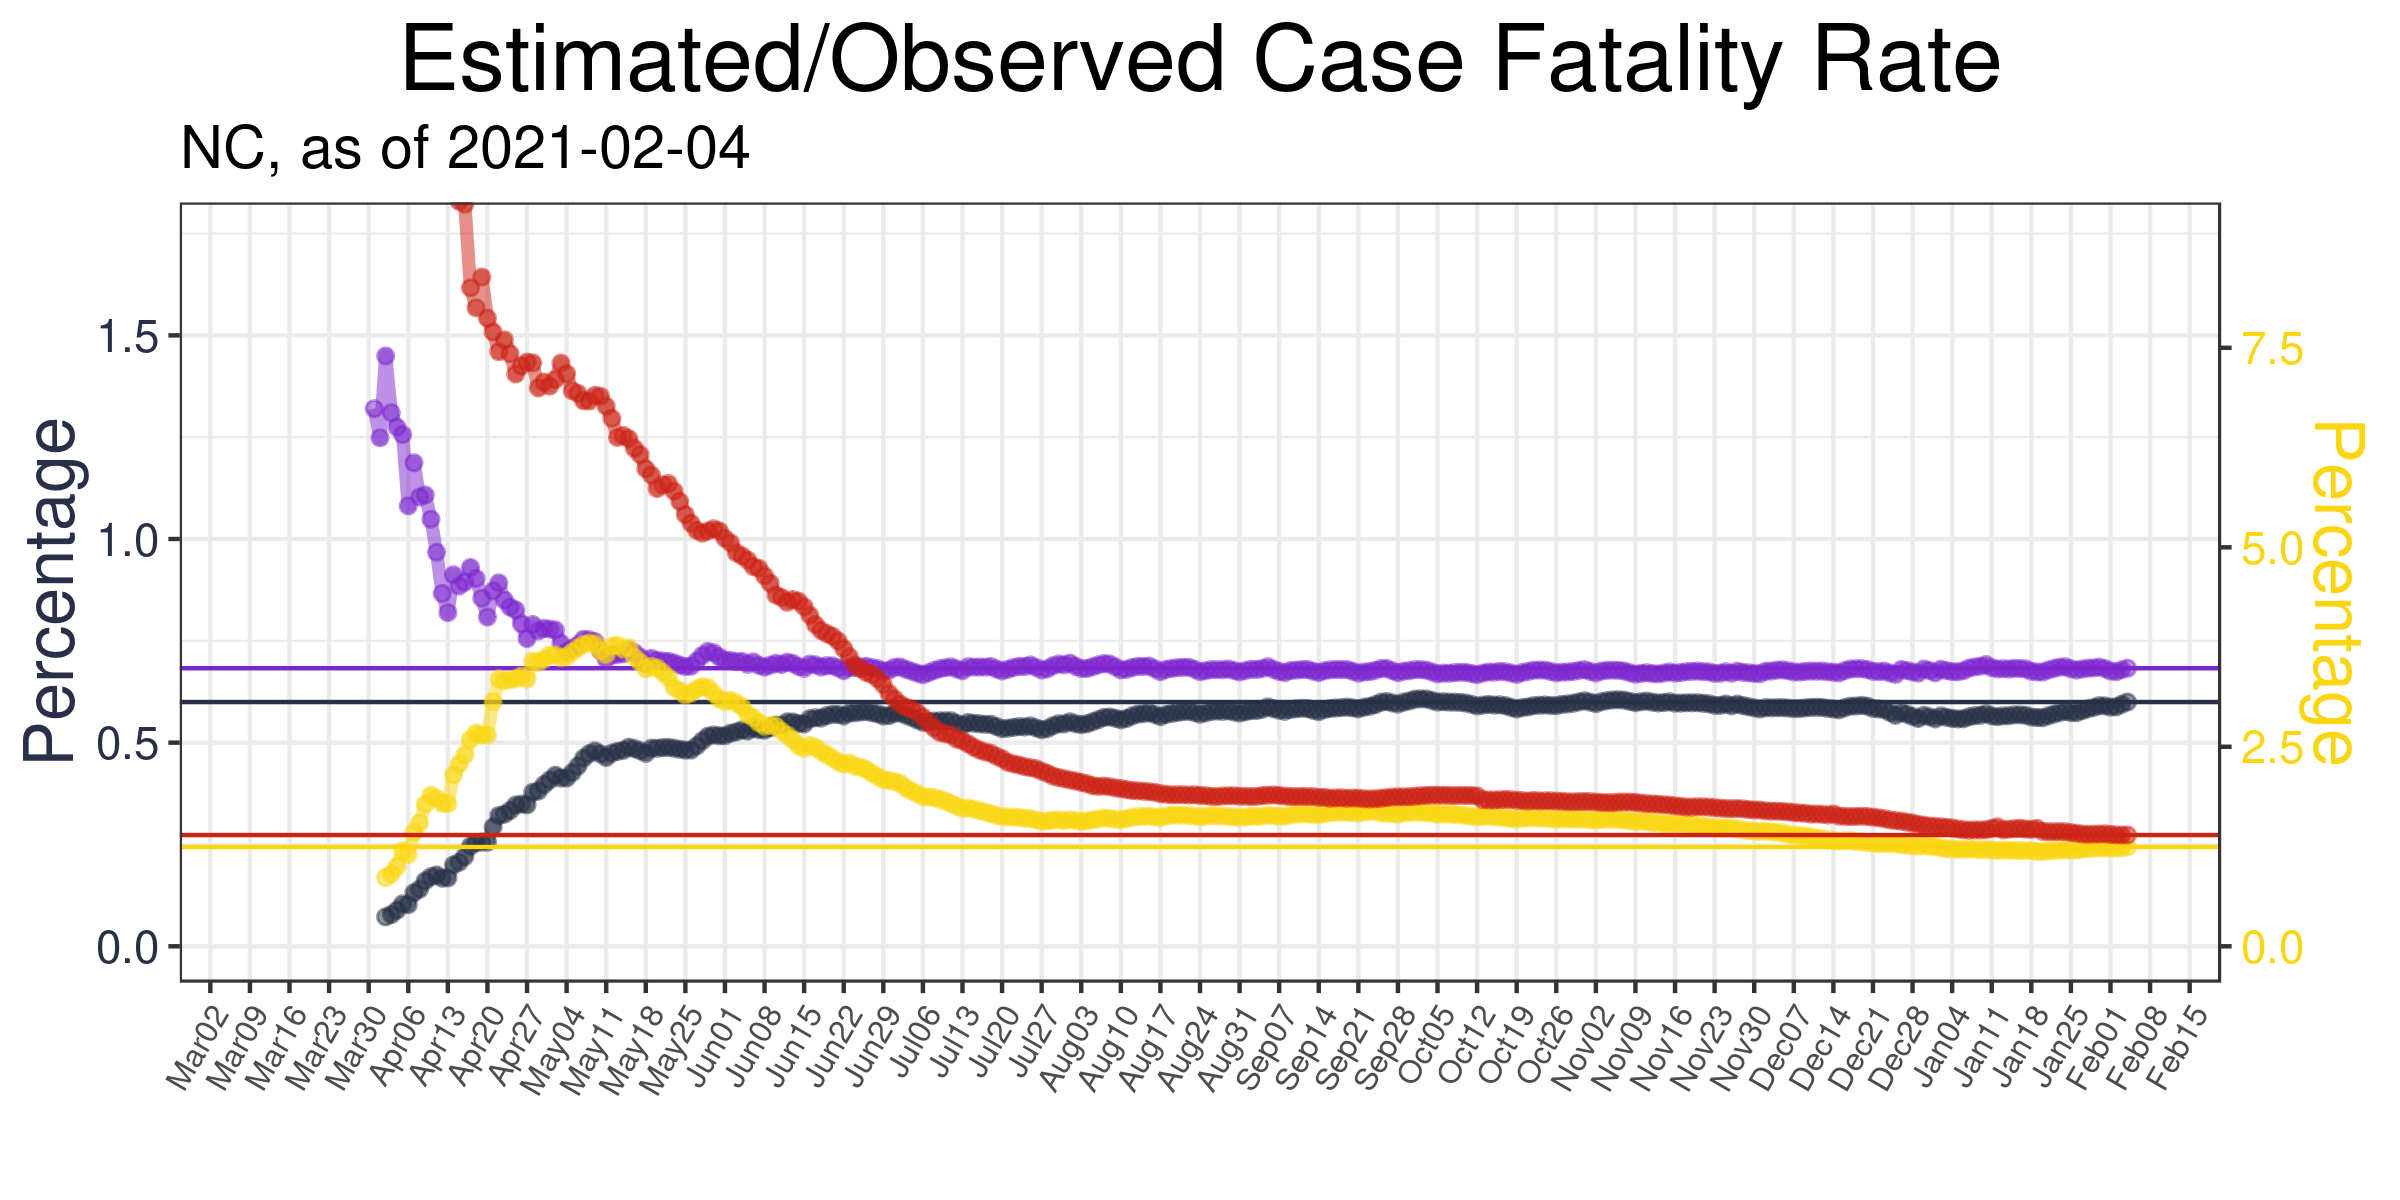 Estimated/Observed Case Fatality Rate
NC, as of 2021-02-04
Percentage
1.5
1.0
0.5
0.0
7.5
5.0
2.5
0.0
Percentage
Mar02
Mar09
Mar16
Mar23
Mar30
Apr06
Apr13
Apr20
Apr27
May04
May11
May18
May25
Jun01
Jun08
Jun15
Jun22
Jun29
Jul06
Jul13
Jul20
Jul27
Aug03
Aug10
Aug17
Aug24
Aug31
Sep07
Sep14
Sep21
Sep28
Oct05
Oct12
Oct19
Oct26
Nov02
Nov09
Nov16
Nov23
Nov30
Dec07
Dec14
Dec21
Dec28
Jan04
Jan11
Jan18
Jan25
Feb01
Feb08
Feb15